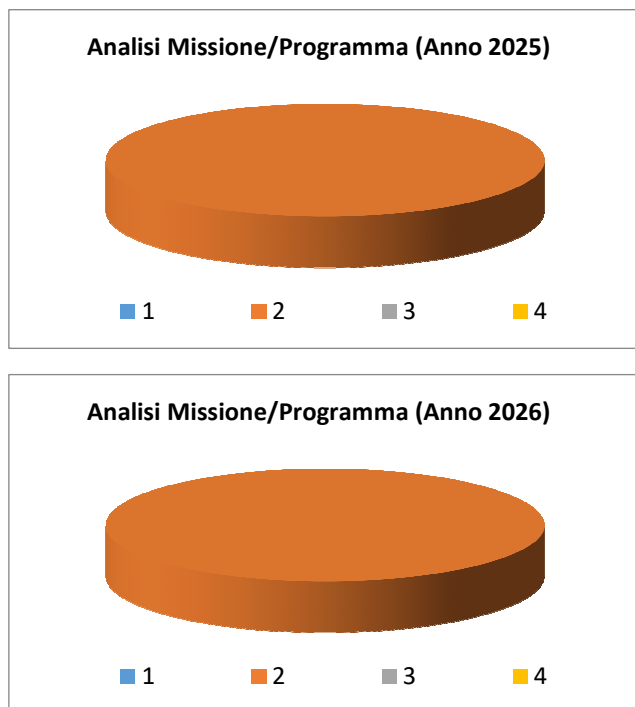 Analisi Missione/Programma (Anno 2025)
1 2 3 4
Analisi Missione/Programma (Anno 2026)
1 2 3 4